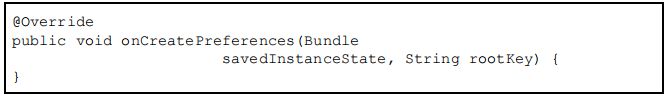 @Override
public void onCreatePreferences(Bundle
savedInstanceState, String rootKey) {
}